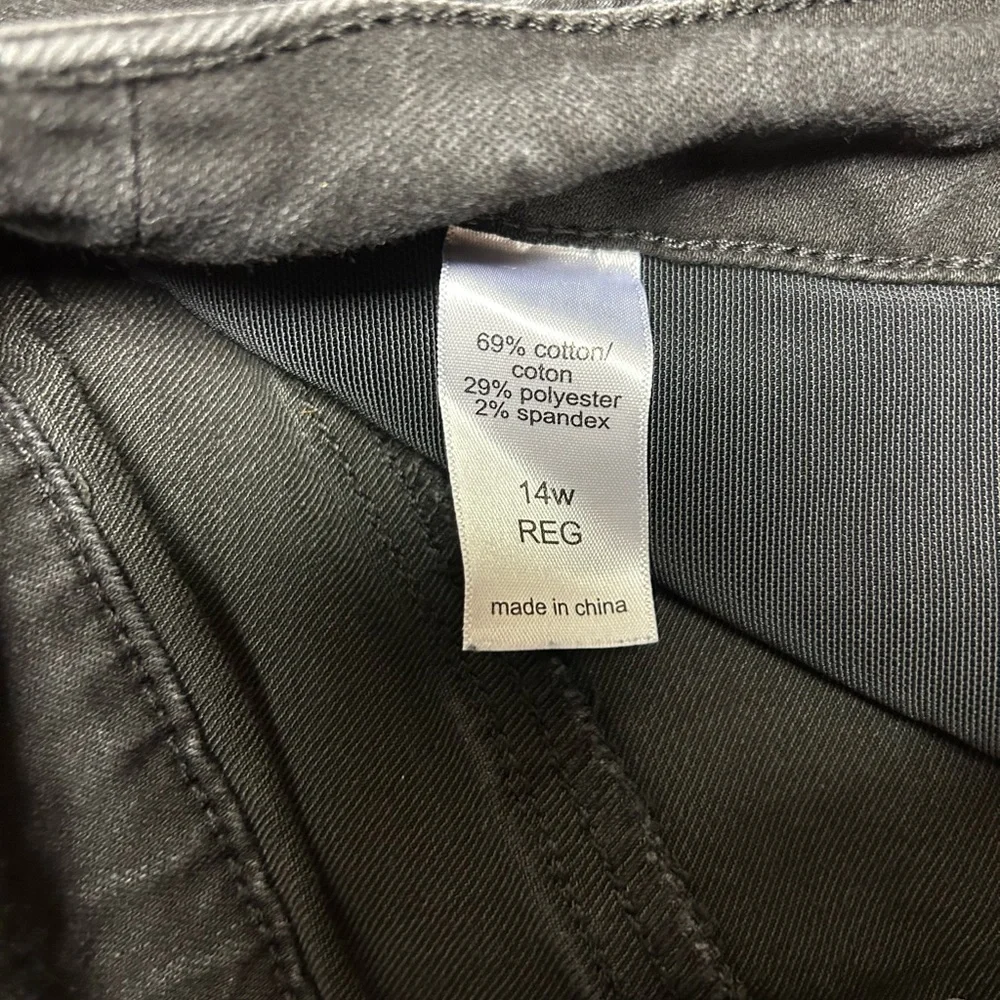 69% cotton/
coton
29% polyester
2% spandex
14w
REG
made in china